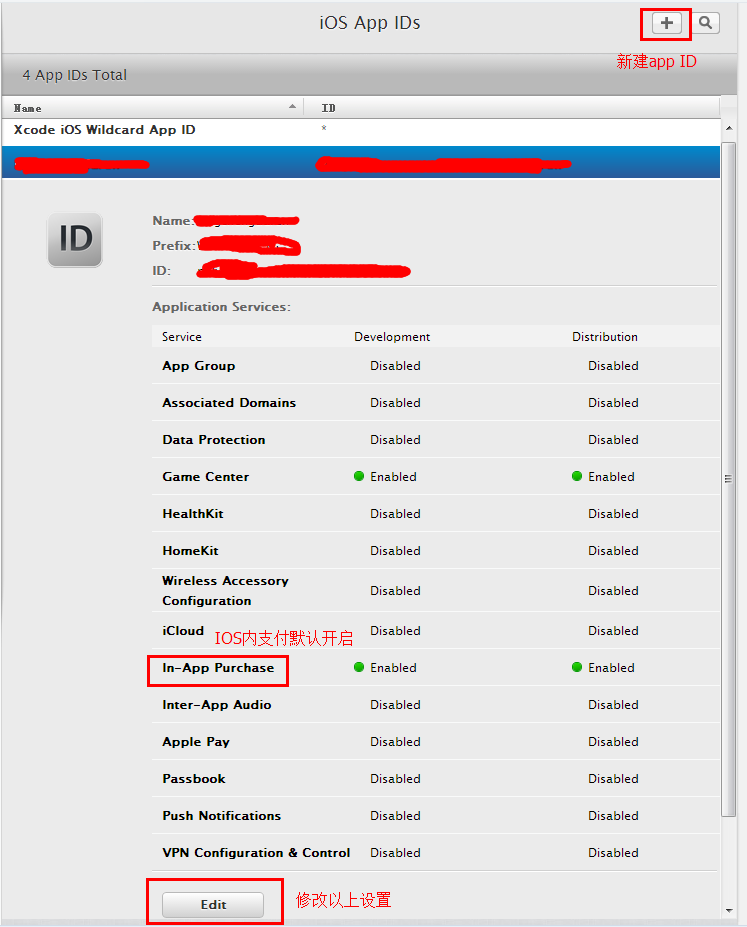 iOS App IDs
新建app ID
4 App IDs Total
Name ID
Xcode iOS Wildcard App ID *
ID
Name:
Prefix:
ID:
Application Services:
Service Development Distribution
App Group Disabled Disabled
Associated Domains Disabled Disabled
Data Protection Disabled Disabled
Game Center Enabled Enabled
HealthKit Disabled Disabled
HomeKit Disabled Disabled
Wireless Accessory
Configuration Disabled Disabled
iCloud Disabled Disabled
IOS内支付默认开启
In-App Purchase Enabled Enabled
Inter-App Audio Disabled Disabled
Apple Pay Disabled Disabled
Passbook Disabled Disabled
Push Notifications Disabled Disabled
VPN Configuration & Control Disabled Disabled
Edit 修改以上设置